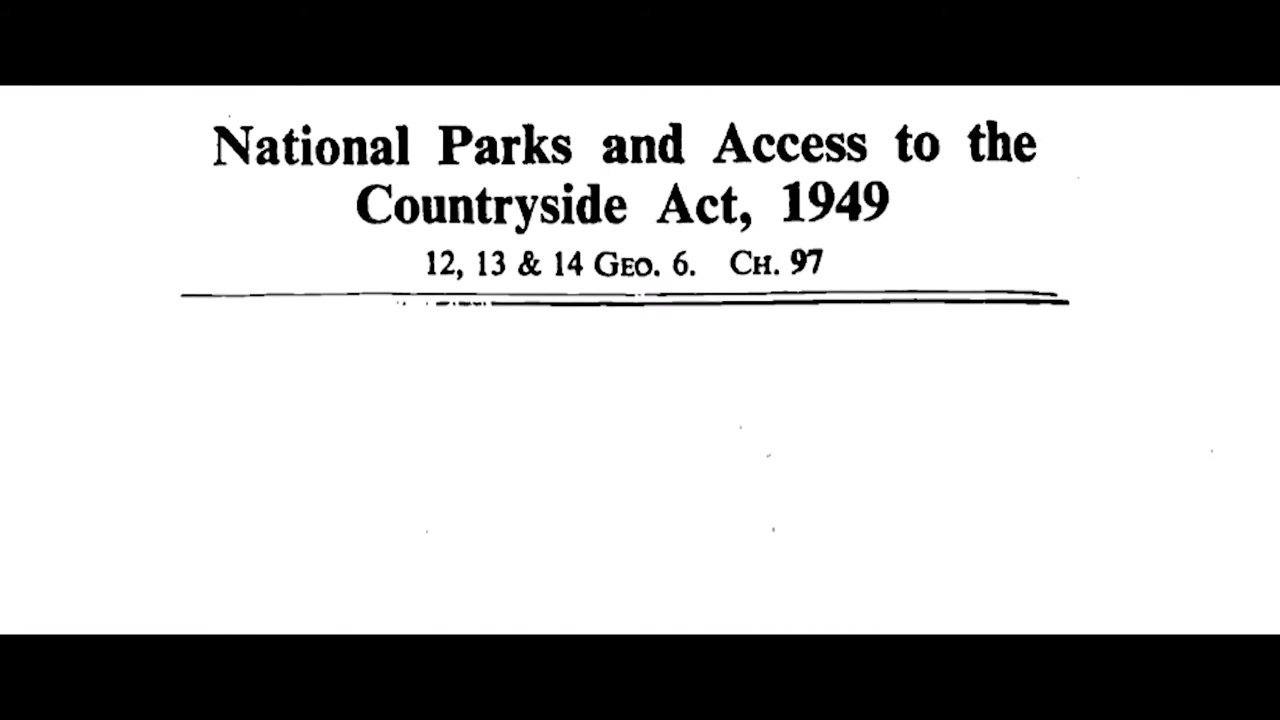 National Parks and Access to the
Countryside Act, 1949
12, 13 & 14 GEO. 6. CH. 97